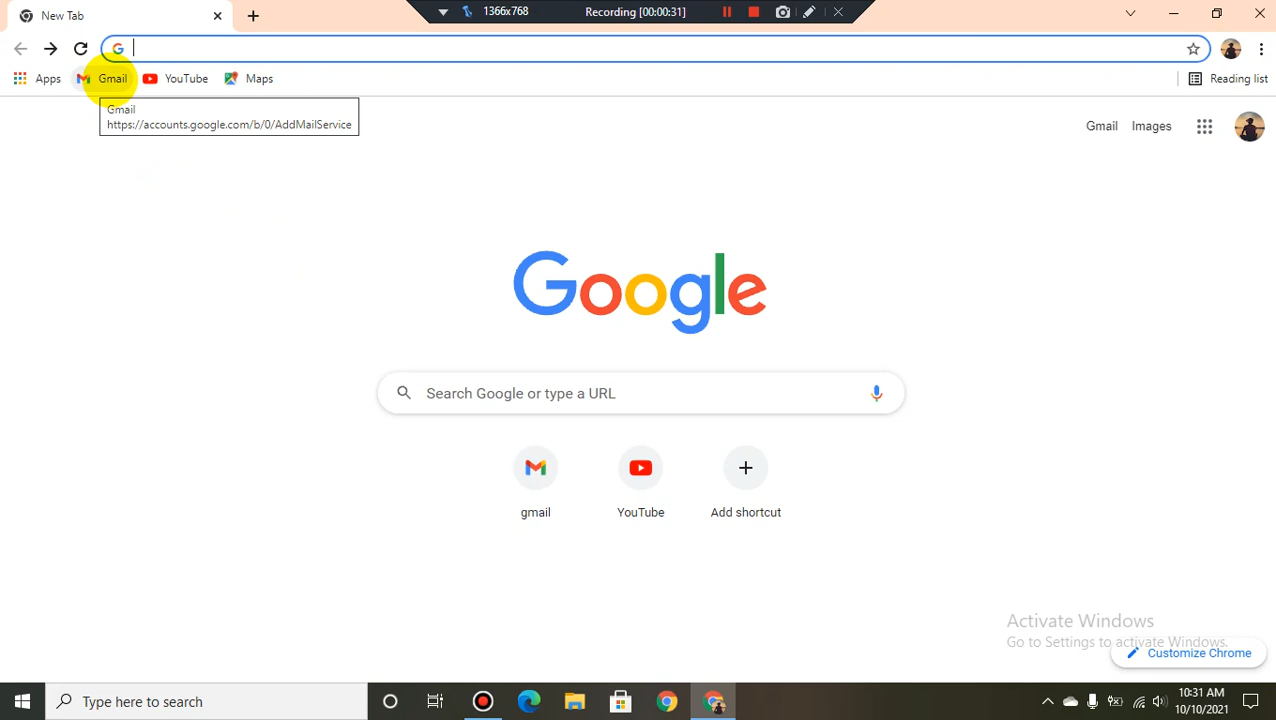 New Tab
1366x768
Recording [00:00:31]
Apps
Gmail
YouTube
Maps
Reading list
Gmail
https://accounts.google.com/b/0/AddMailService
Gmail
Images
Google
Search Google or type a URL
gmail
YouTube
Add shortcut
Activate Windows
Go to Settings to activate Windows.
Customize Chrome
Type here to search
10:31 AM
10/10/2021